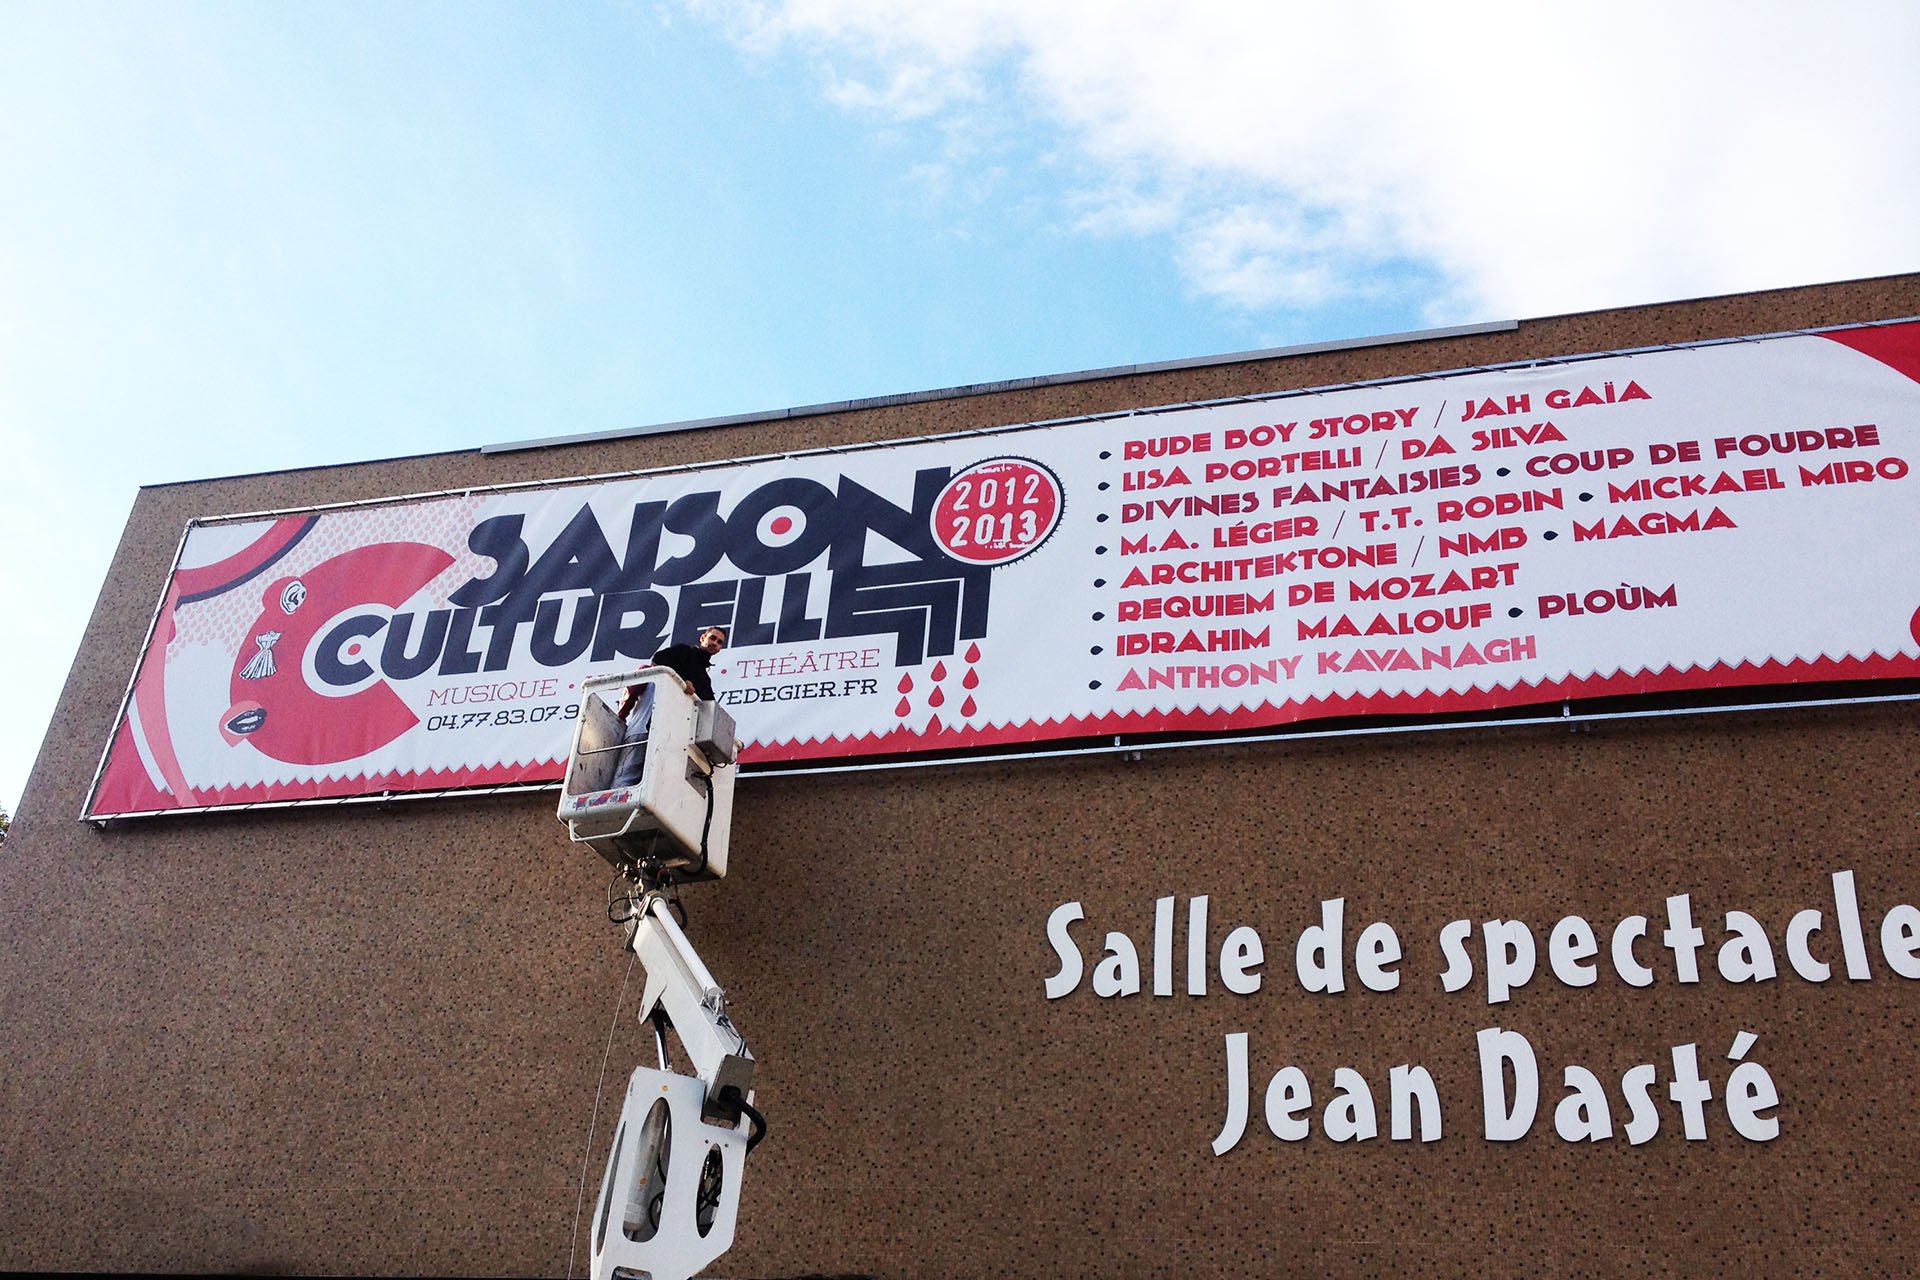 SAISON
CULTURELLE
2012
2013
MUSIQUE • • THÉÂTRE
04.77.83.07.9 VEDEGIER.FR
• RUDE BOY STORY / JAH GAÏA
• LISA PORTELLI / DA SILVA
• DIVINES FANTAISIES • COUP DE FOUDRE
• M.A. LÉGER / T.T. ROBIN • MICKAEL MIRO
• ARCHITEKTONE / NMB • MAGMA
• REQUIEM DE MOZART
• IBRAHIM MAALOUF • PLOÙM
• ANTHONY KAVANAGH
Salle de spectacle
Jean Dasté